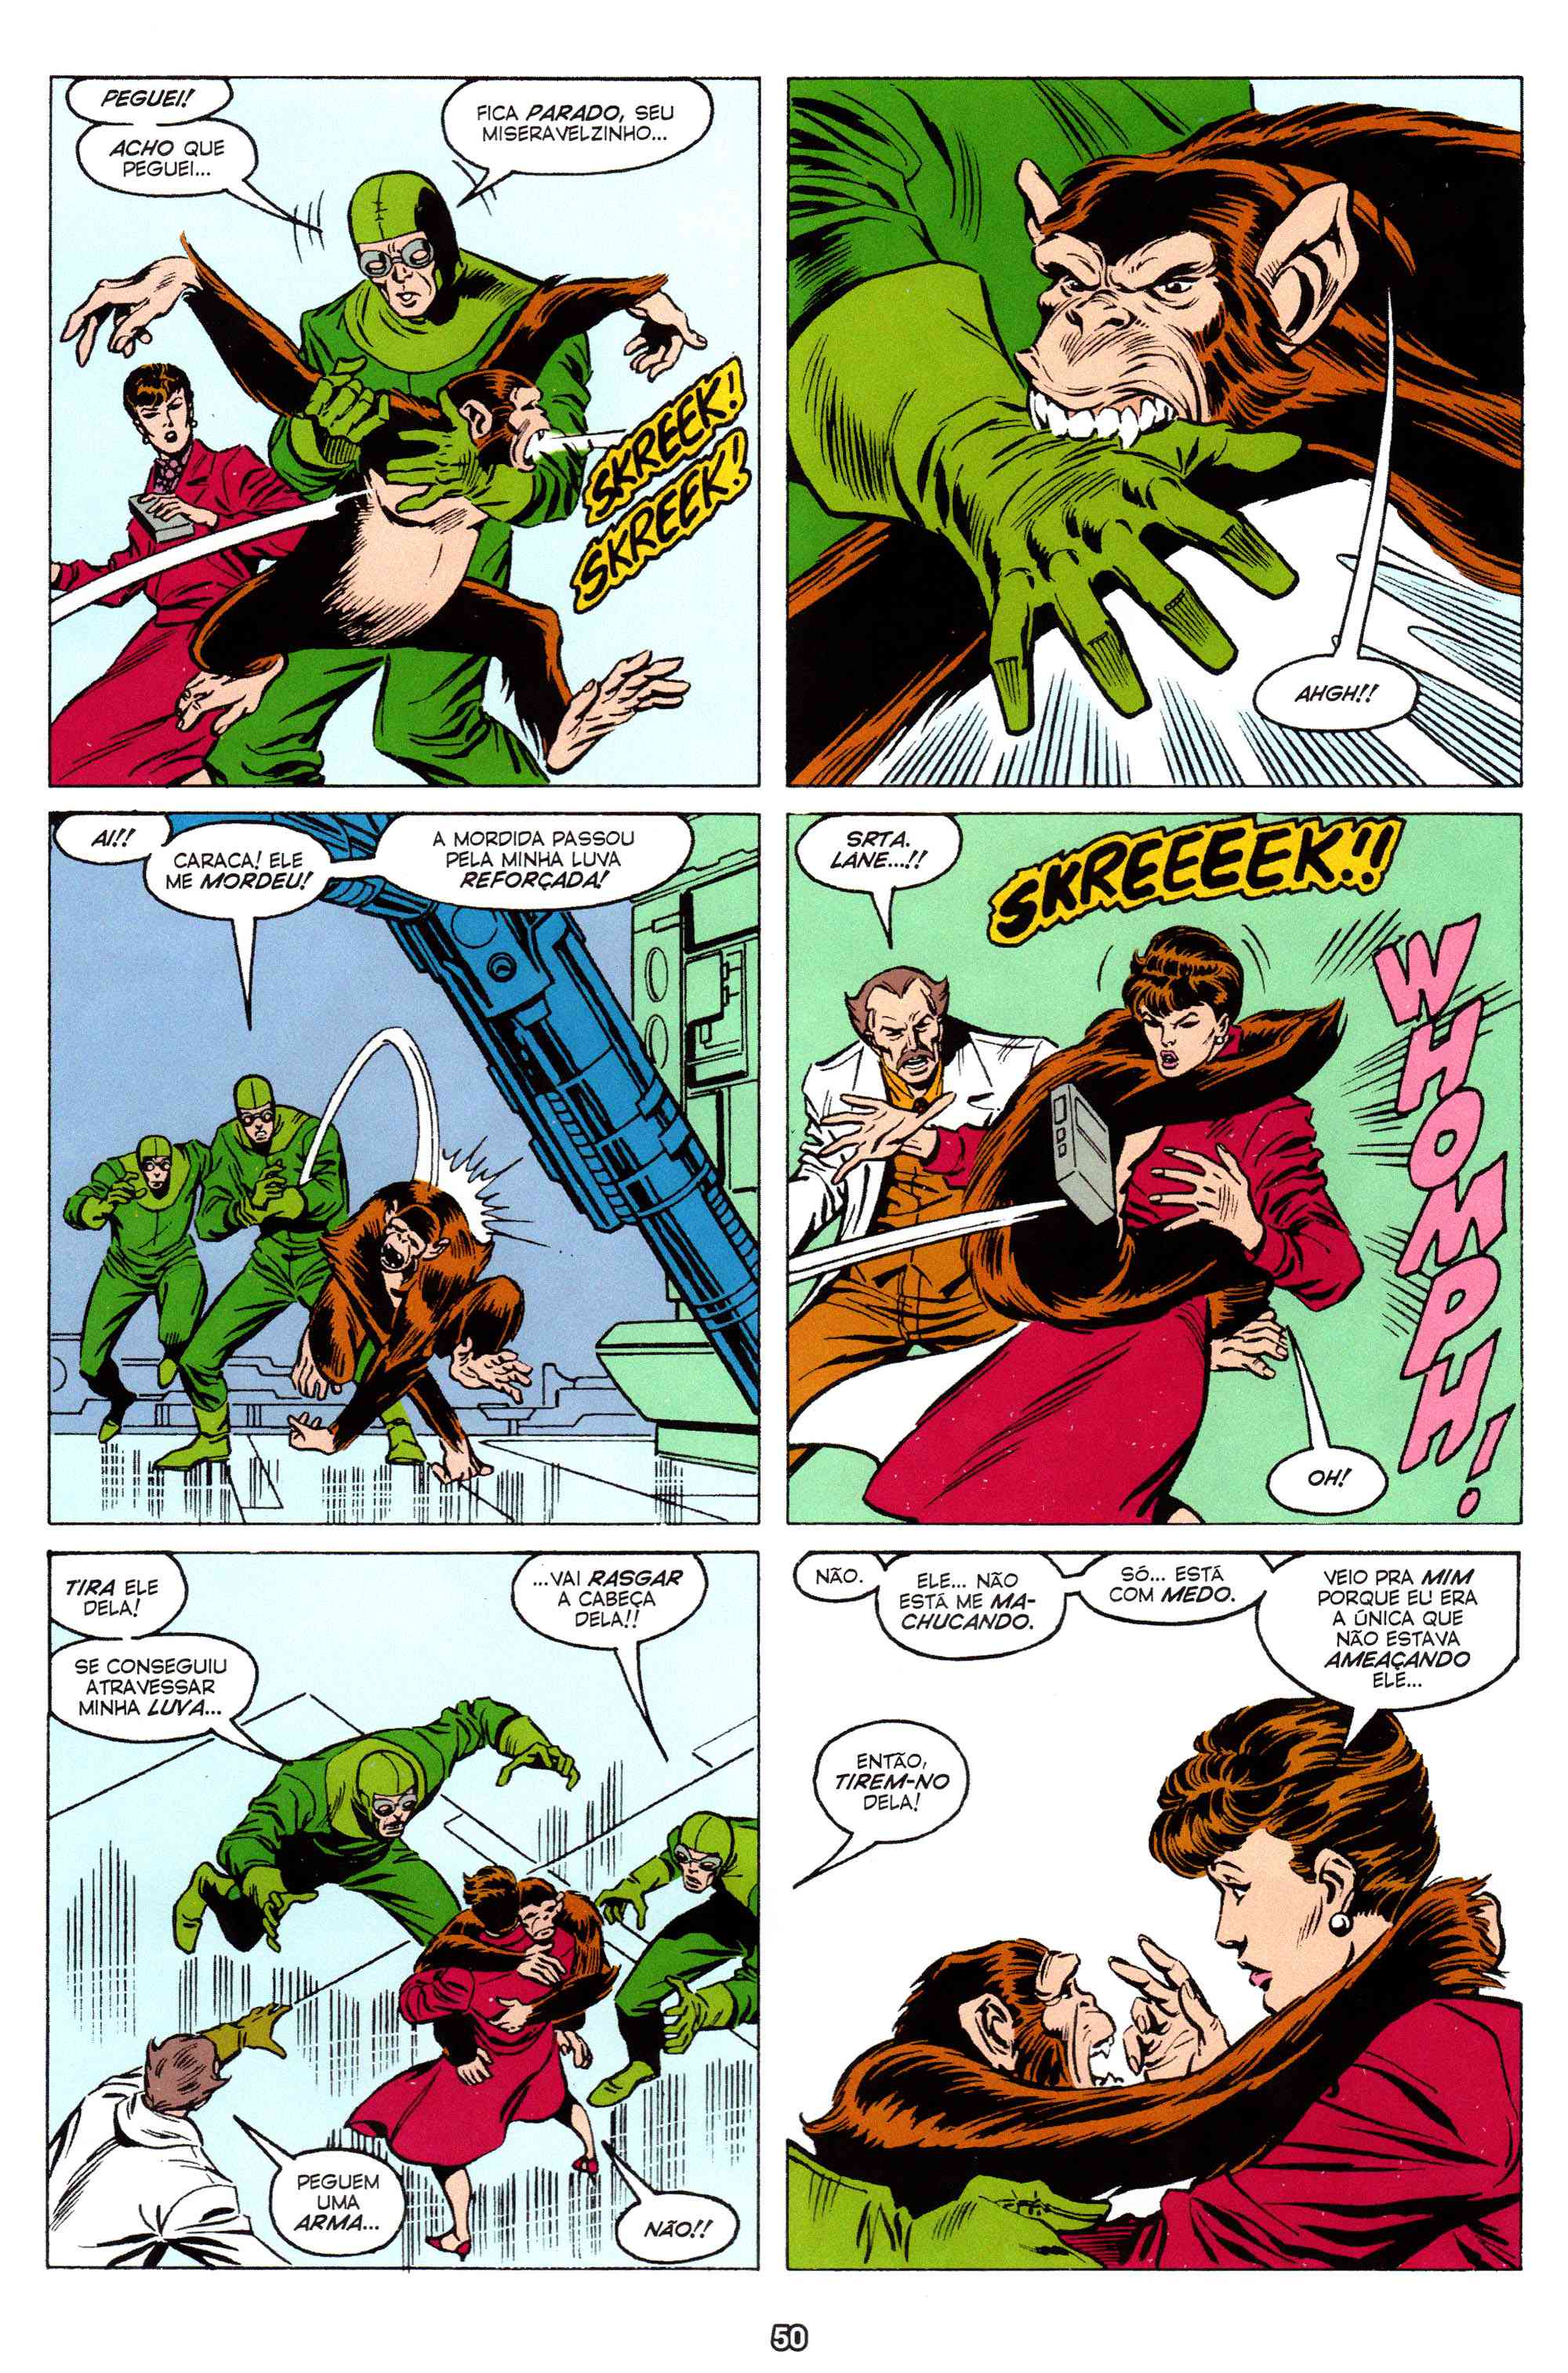 PEGUEI!
ACHO QUE
PEGUEI...
FICA PARADO, SEU
MISERAVELZINHO...
SKREEK!
SKREEK!
AHGH!!
AI!!
CARACA! ELE
ME MORDEU!
A MORDIDA PASSOU
PELA MINHA LUVA
REFORÇADA!
SRTA.
LANE...!!
SKREEEEK!!
WHOMPH!
OH!
TIRA ELE
DELA!
SE CONSEGUIU
ATRAVESSAR
MINHA LUVA...
...VAI RASGAR
A CABEÇA
DELA!!
PEGUEM
UMA
ARMA...
NÃO!!
NÃO.
ELE... NÃO
ESTÁ ME MA-
CHUCANDO.
SÓ... ESTÁ
COM MEDO.
VEIO PRA MIM
PORQUE EU ERA
A ÚNICA QUE
NÃO ESTAVA
AMEAÇANDO
ELE...
ENTÃO,
TIREM-NO
DELA!
50